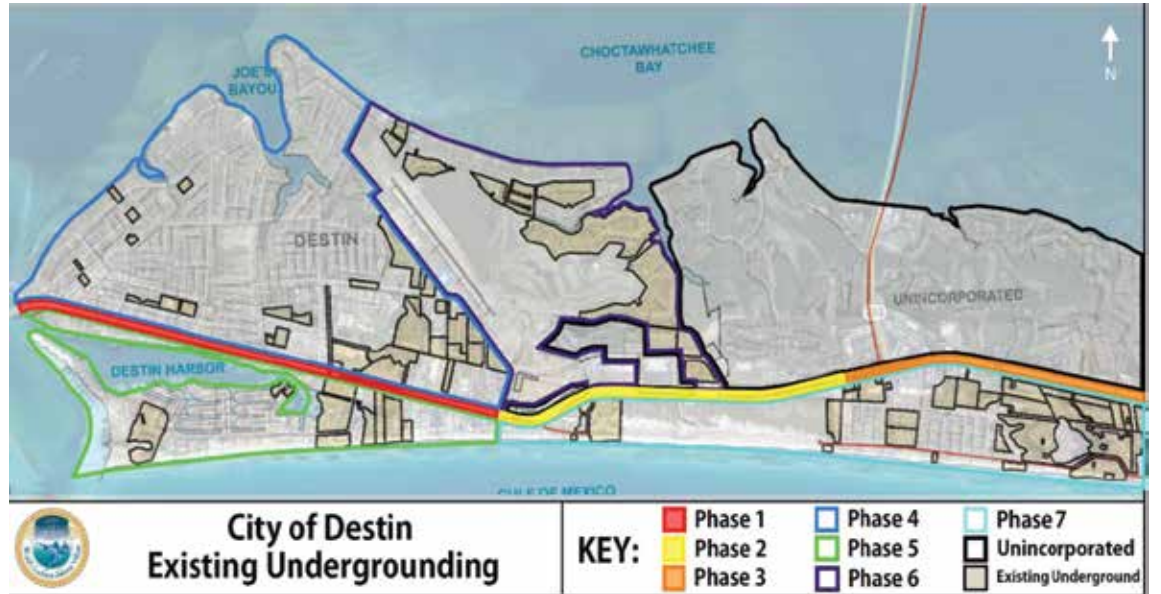 CHOCTAWHATCHEE
BAY
JOE'S
BAYOU
N
DESTIN
UNINCORPORATED
DESTIN HARBOR
GULF OF MEXICO
City of Destin
Existing Undergrounding
KEY:
Phase 1
Phase 2
Phase 3
Phase 4
Phase 5
Phase 6
Phase 7
Unincorporated
Existing Underground